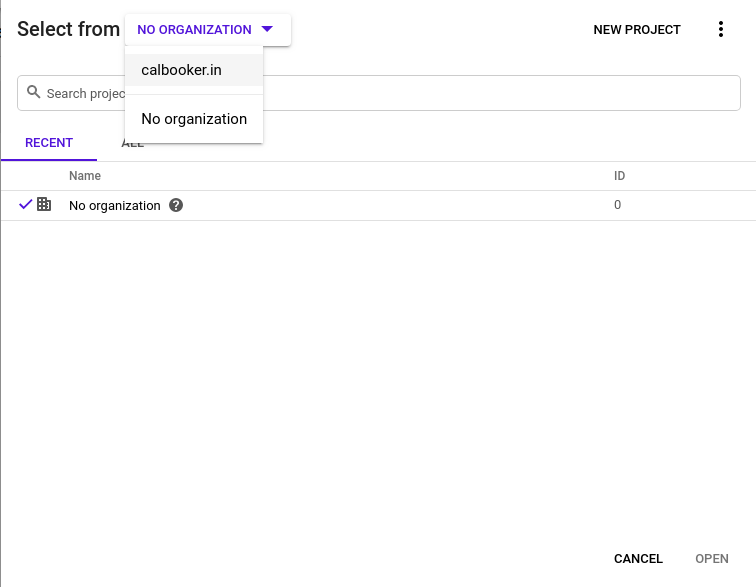 Select from NO ORGANIZATION NEW PROJECT
calbooker.in
Search projec
No organization
RECENT ALL
Name ID
No organization 0
CANCEL OPEN